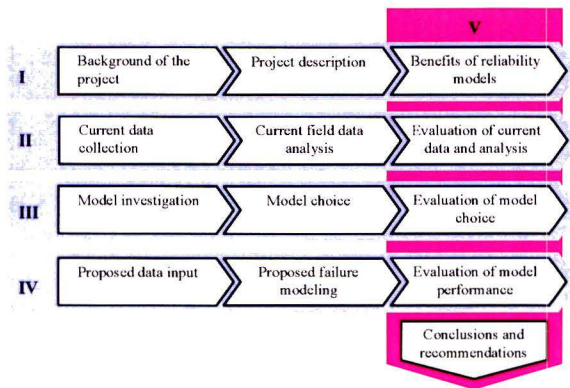 V
I
Background of the
project
Project description
Benefits of reliability
models
II
Current data
collection
Current field data
analysis
Evaluation of current
data and analysis
III
Model investigation
Model choice
Evaluation of model
choice
IV
Proposed data input
Proposed failure
modeling
Evaluation of model
performance
Conclusions and
recommendations